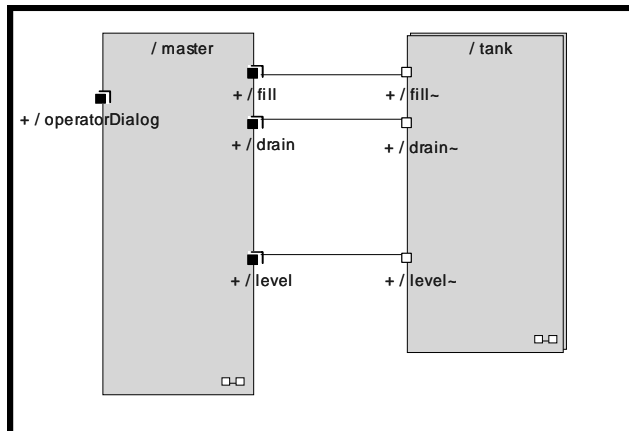 / master
/ tank
+ / fill
+ / fill~
+ / operatorDialog
+ / drain
+ / drain~
+ / level
+ / level~